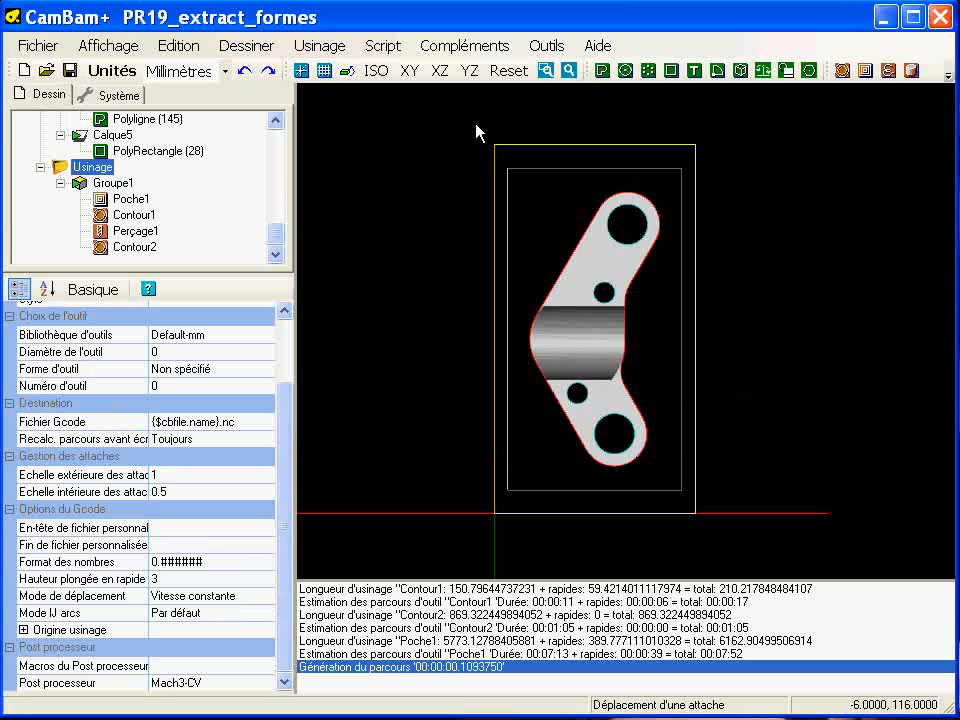 CamBam+ PR19_extract_formes
Fichier Affichage Edition Dessiner Usinage Script Compléments Outils Aide
Unités Millimètres ISO XY XZ YZ Reset
Dessin Système
Polyligne (145)
Calque5
PolyRectangle (28)
Usinage
Groupe1
Poche1
Contour1
Perçage1
Contour2
Basique
Choix de l'outil
Bibliothèque d'outils Default-mm
Diamètre de l'outil 0
Forme d'outil Non spécifié
Numéro d'outil 0
Destination
Fichier Gcode {$cbfile.name}.nc
Recalc. parcours avant écr Toujours
Gestion des attaches
Echelle extérieure des attac 1
Echelle intérieure des attac 0.5
Options du Gcode
En-tête de fichier personnal
Fin de fichier personnalisée
Format des nombres 0.######
Hauteur plongée en rapide 3
Mode de déplacement Vitesse constante
Mode IJ arcs Par défaut
Origine usinage
Post processeur
Macros du Post processeur
Post processeur Mach3-CV
Longueur d'usinage "Contour1: 150.79644737231 + rapides: 59.4214011117974 = total: 210.217848484107
Estimation des parcours d'outil "Contour1 'Durée: 00:00:11 + rapides: 00:00:06 = total: 00:00:17
Longueur d'usinage "Contour2: 869.322449894052 + rapides: 0 = total: 869.322449894052
Estimation des parcours d'outil "Contour2 'Durée: 00:01:05 + rapides: 00:00:00 = total: 00:01:05
Longueur d'usinage "Poche1: 5773.12788405881 + rapides: 389.777111010328 = total: 6162.90499506914
Estimation des parcours d'outil "Poche1 'Durée: 00:07:13 + rapides: 00:00:39 = total: 00:07:52
Génération du parcours '00:00:00.1093750'
Déplacement d'une attache -6.0000, 116.0000